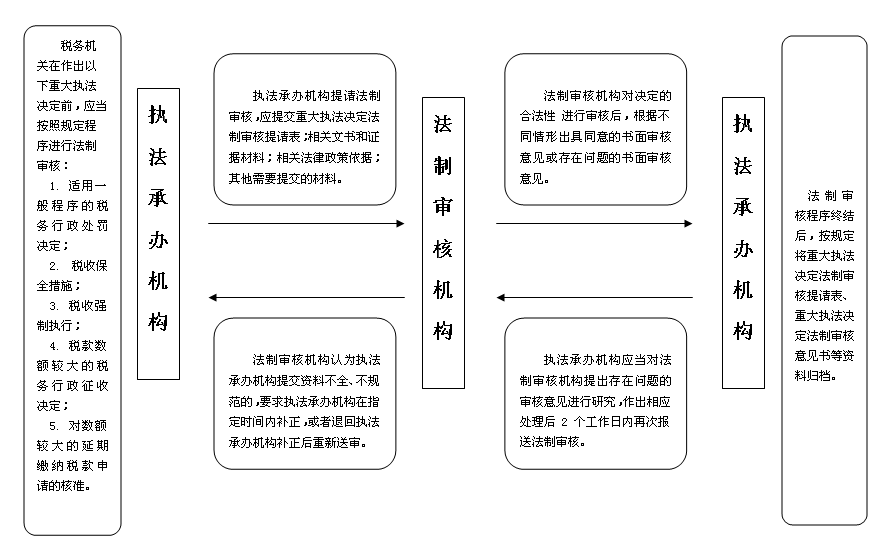 税务机
关在作出以
下重大执法
决定前，应当
按照规定程
序进行法制
审核：
1. 适用一
般程序的税
务行政处罚
决定；
2. 税收保
全措施；
3. 税收强
制执行；
4. 税款数
额较大的税
务行政征收
决定；
5. 对数额
较大的延期
缴纳税款申
请的核准。
执法承办机构
执法承办机构提请法制
审核，应提交重大执法决定法
制审核提请表；相关文书和证
据材料；相关法律政策依据；
其他需要提交的材料。
法制审核机构认为执法
承办机构提交资料不全、不规
范的，要求执法承办机构在指
定时间内补正，或者退回执法
承办机构补正后重新送审。
法制审核机构
法制审核机构对决定的
合法性 进行审核后，根据不
同情形出具同意的书面审核
意见或存在问题的书面审核
意见。
执法承办机构应当对法
制审核机构提出存在问题的
审核意见进行研究，作出相应
处理后 2 个工作日内再次报
送法制审核。
执法承办机构
法制审
核程序终结
后，按规定
将重大执法
决定法制审
核提请表、
重大执法决
定法制审核
意见书等资
料归档。